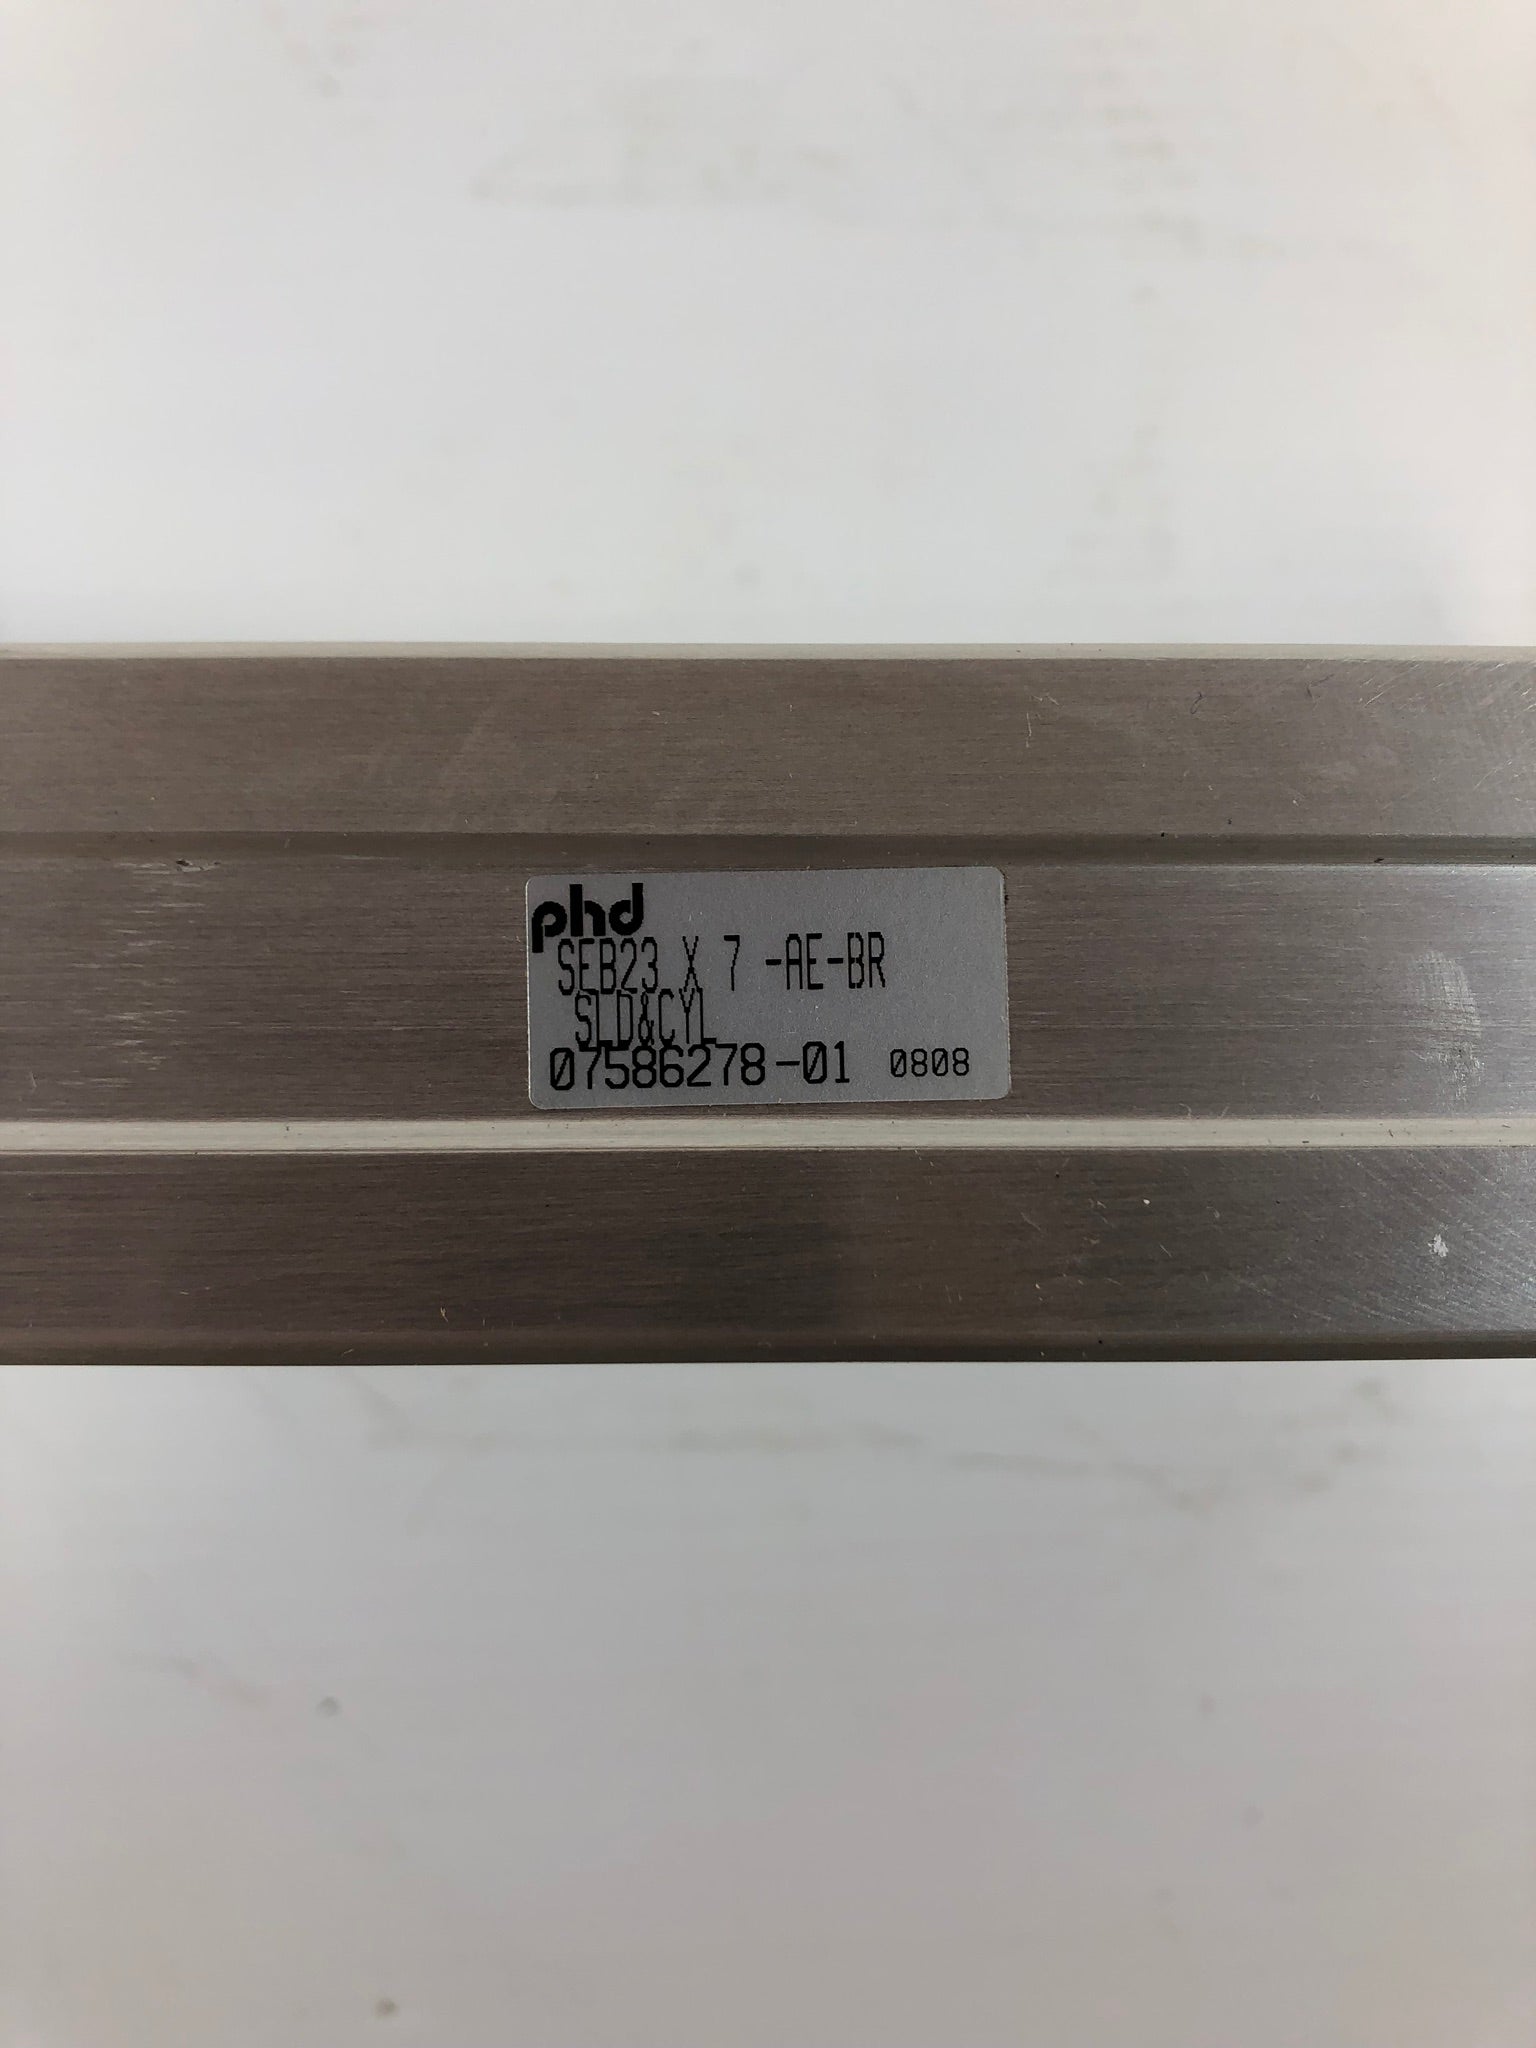 phd
SEB23 X 7 -AE-BR
SLD&CYL
07586278-01 0808